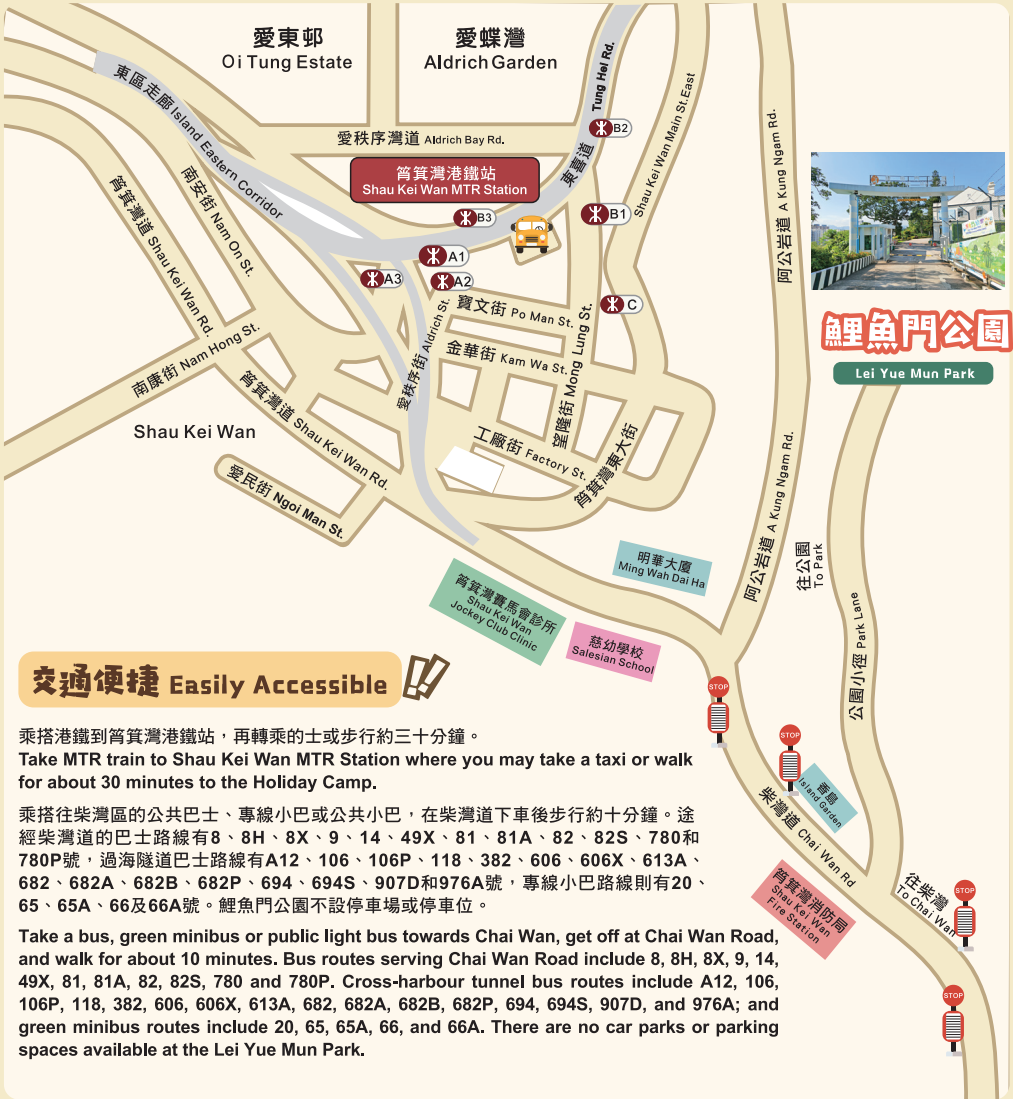 愛東邨
Oi Tung Estate
愛蝶灣
Aldrich Garden
東區走廊 Island Eastern Corridor
愛秩序灣道 Aldrich Bay Rd.
東喜道 Tung Hei Rd.
Shau Kei Wan Main St.East
阿公岩道 A Kung Ngam Rd.
筲箕灣港鐵站
Shau Kei Wan MTR Station
B2
B3
B1
A1
A3
A2
C
筲箕灣道 Shau Kei Wan Rd.
南安街 Nam On St.
南康街 Nam Hong St.
寶文街 Po Man St.
金華街 Kam Wa St.
愛秩序街 Aldrich St.
望隆街 Mong Lung St.
工廠街 Factory St.
筲箕灣東大街
筲箕灣道 Shau Kei Wan Rd.
Shau Kei Wan
愛民街 Ngoi Man St.
鯉魚門公園
Lei Yue Mun Park
阿公岩道 A Kung Ngam Rd.
往公園
To Park
公園小徑 Park Lane
明華大廈
Ming Wah Dai Ha
筲箕灣賽馬會診所
Shau Kei Wan
Jockey Club Clinic
慈幼學校
Salesian School
STOP
STOP
香島
Island Garden
柴灣道 Chai Wan Rd
筲箕灣消防局
Shau Kei Wan
Fire Station
往柴灣
To Chai Wan
STOP
STOP
交通便捷 Easily Accessible
乘搭港鐵到筲箕灣港鐵站，再轉乘的士或步行約三十分鐘。
Take MTR train to Shau Kei Wan MTR Station where you may take a taxi or walk
for about 30 minutes to the Holiday Camp.
乘搭往柴灣區的公共巴士、專線小巴或公共小巴，在柴灣道下車後步行約十分鐘。途
經柴灣道的巴士路線有8、8H、8X、9、14、49X、81、81A、82、82S、780和
780P號，過海隧道巴士路線有A12、106、106P、118、382、606、606X、613A、
682、682A、682B、682P、694、694S、907D和976A號，專線小巴路線則有20、
65、65A、66及66A號。鯉魚門公園不設停車場或停車位。
Take a bus, green minibus or public light bus towards Chai Wan, get off at Chai Wan Road,
and walk for about 10 minutes. Bus routes serving Chai Wan Road include 8, 8H, 8X, 9, 14,
49X, 81, 81A, 82, 82S, 780 and 780P. Cross-harbour tunnel bus routes include A12, 106,
106P, 118, 382, 606, 606X, 613A, 682, 682A, 682B, 682P, 694, 694S, 907D, and 976A; and
green minibus routes include 20, 65, 65A, 66, and 66A. There are no car parks or parking
spaces available at the Lei Yue Mun Park.